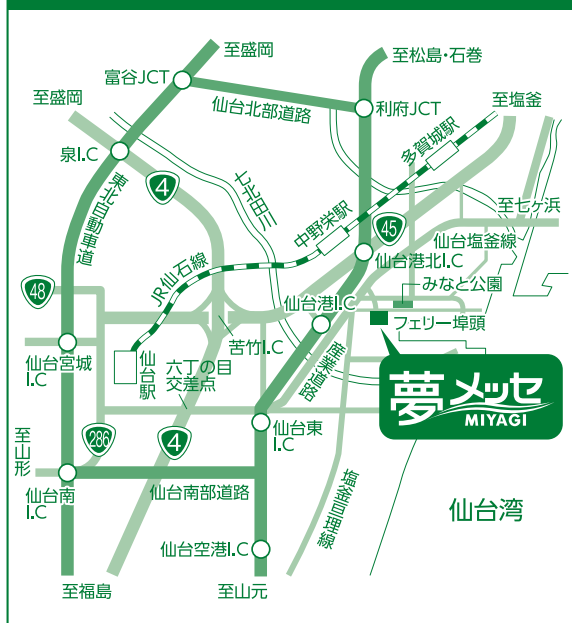 至盛岡
至松島・石巻
富谷JCT
至盛岡
仙台北部道路
利府JCT
至塩釜
多賀城駅
泉I.C
4
七北田川
東北自動車道
中野栄駅
45
至七ヶ浜
仙台塩釜線
仙台港北I.C
JR仙石線
48
みなと公園
仙台港I.C
フェリー埠頭
苦竹I.C
仙台宮城
I.C
仙台駅
六丁の目
交差点
産業道路
夢メッセ
MIYAGI
286
4
仙台東
I.C
至山形
仙台南
I.C
仙台南部道路
塩釜亘理線
仙台湾
仙台空港I.C
至福島
至山元